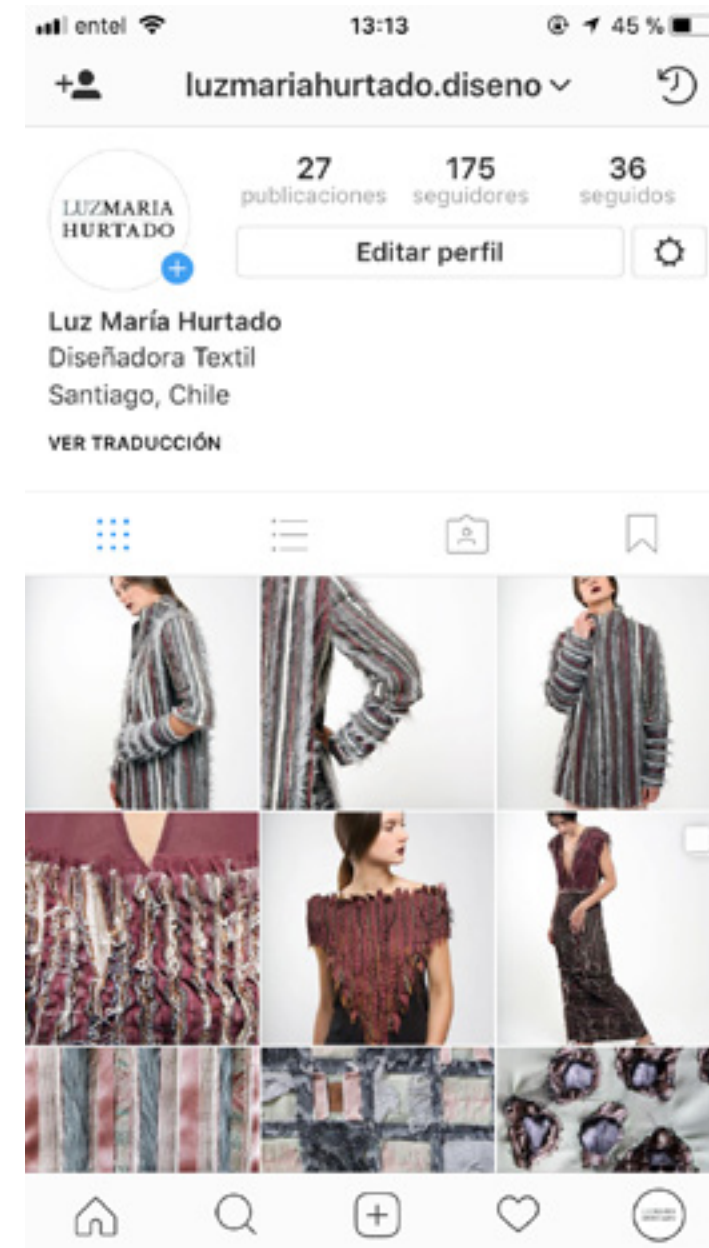 entel 13:13 45 %
luzmariahurtado.diseno
27 175 36
publicaciones seguidores seguidos
LUZMARIA
HURTADO
Editar perfil
Luz María Hurtado
Diseñadora Textil
Santiago, Chile
VER TRADUCCIÓN